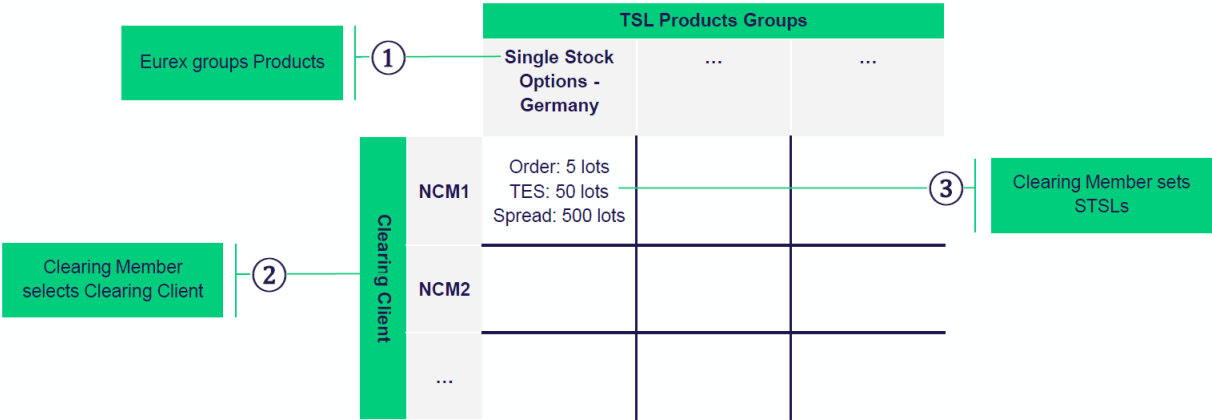 TSL Products Groups
Eurex groups Products
1
Single Stock
Options -
Germany
...
...
Clearing Client
NCM1
Order: 5 lots
TES: 50 lots
Spread: 500 lots
3
Clearing Member sets
STSLs
Clearing Member
selects Clearing Client
2
NCM2
...